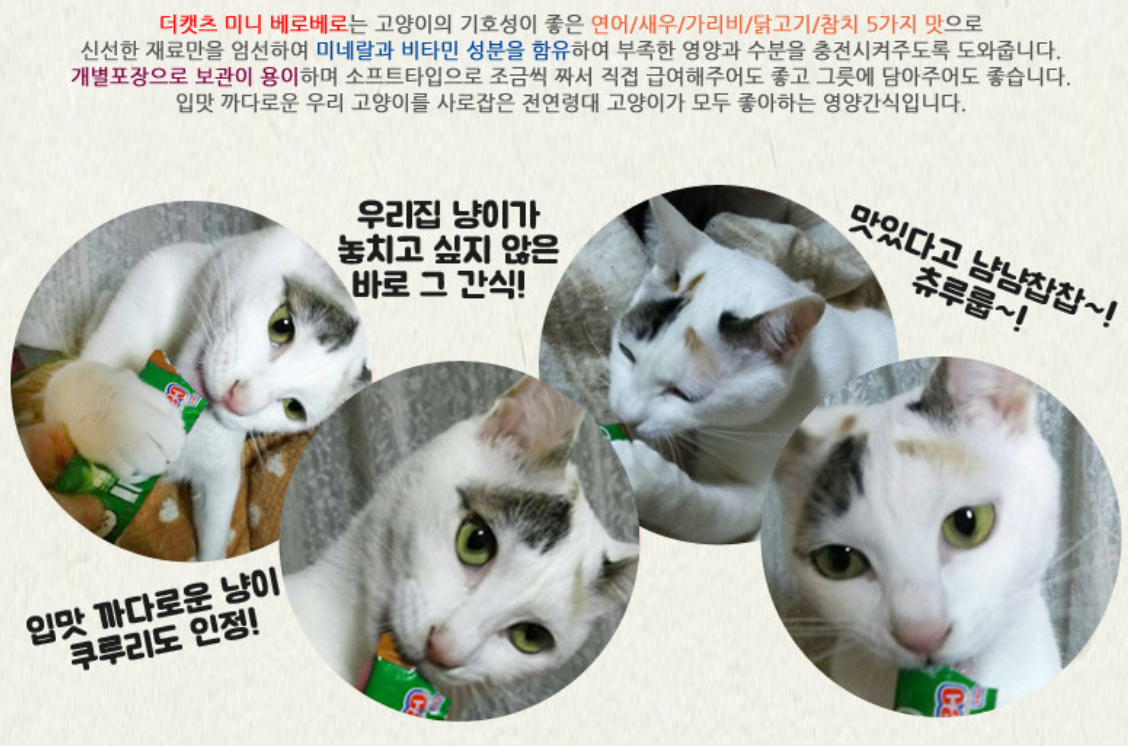 더캣츠 미니 베로베로는 고양이의 기호성이 좋은 연어/새우/가리비/닭고기/참치 5가지 맛으로
신선한 재료만을 엄선하여 미네랄과 비타민 성분을 함유하여 부족한 영양과 수분을 충전시켜주도록 도와줍니다.
개별포장으로 보관이 용이하며 소프트타입으로 조금씩 짜서 직접 급여해주어도 좋고 그릇에 담아주어도 좋습니다.
입맛 까다로운 우리 고양이를 사로잡은 전연령대 고양이가 모두 좋아하는 영양간식입니다.
우리집 냥이가
놓치고 싶지 않은
바로 그 간식!
맛있다고 냠냠찹찹~!
츄루룹~!
입맛 까다로운 냥이
쿠루리도 인정!